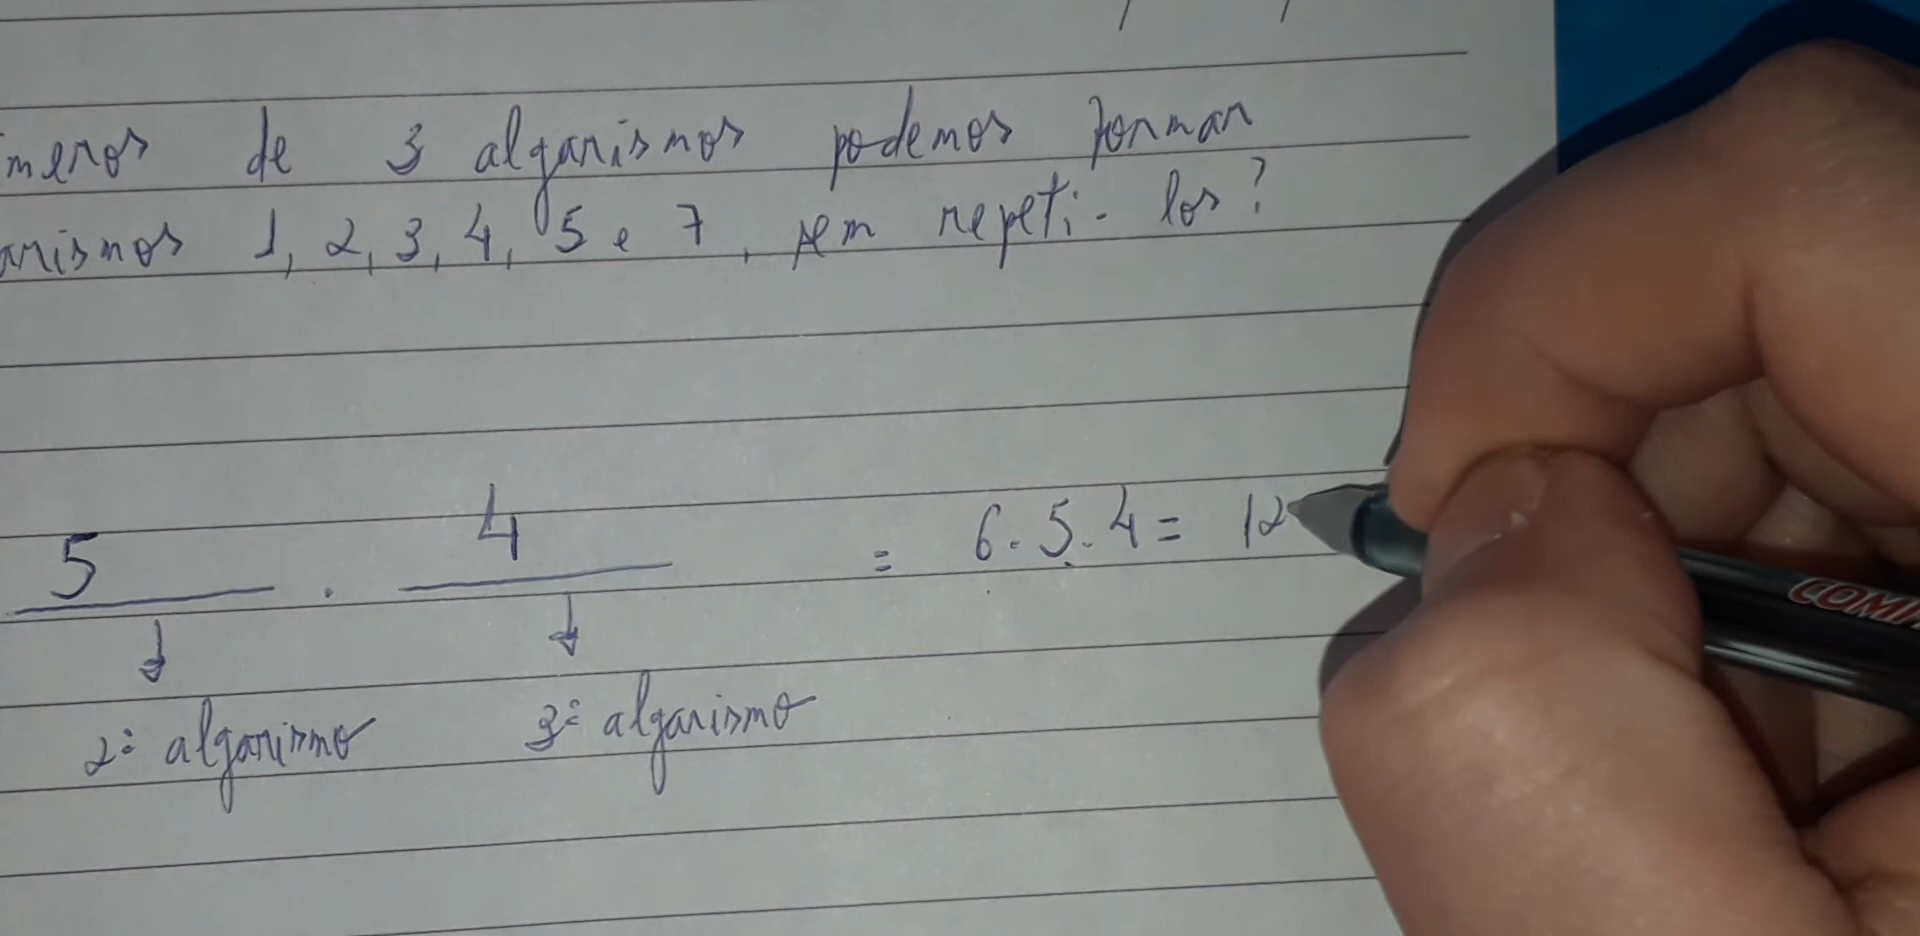 meros de 3 algarismos podemos formar
arismos 1, 2, 3, 4, 5 e 7, sem repeti-los?
5 . 4 = 6.5.4 = 12
2º algarismo 3º algarismo